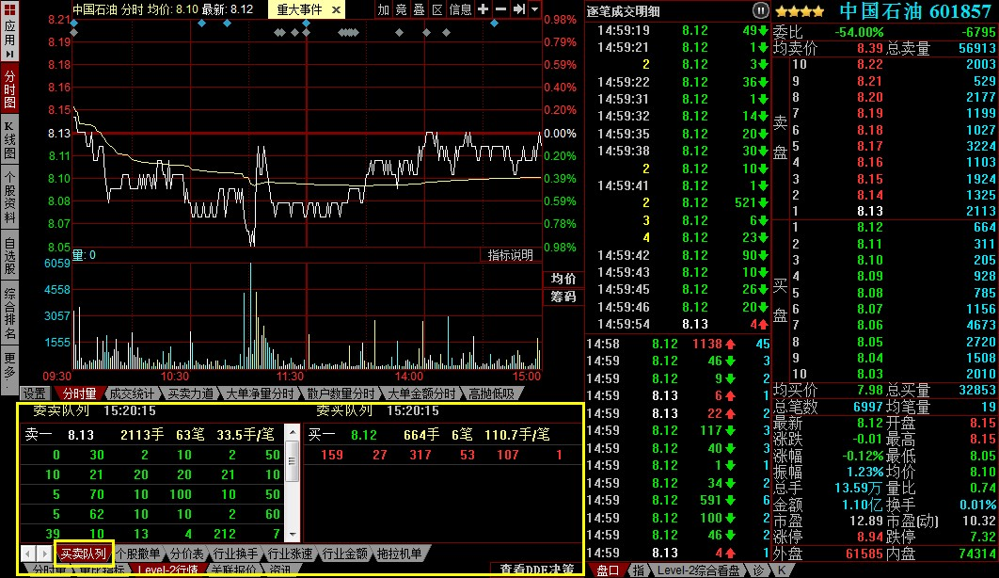 中国石油 分时 均价: 8.10 最新: 8.12
重大事件 ×
加 竞 叠 区 信息
应用
分时图
K线图
个股资料
自选股
综合排名
更多
8.21 0.98%
8.19 0.79%
8.18 0.59%
8.16 0.40%
8.15 0.20%
8.13 0.00%
8.11 0.20%
8.10 0.39%
8.08 0.59%
8.07 0.78%
8.05 0.98%
量: 0
指标说明
6059
4558
3057
1555
均价
筹码
09:30 10:30 11:30 14:00 15:00
设置 分时量 成交统计 买卖力道 大单净量分时 散户数量分时 大单金额分时 高抛低吸
委卖队列 15:20:15
卖一 8.13 2113手 63笔 33.5手/笔
0 30 2 10 2 50
10 21 20 20 21 10
5 70 10 100 10 50
5 62 10 10 2 60
39 10 13 4 212 7
委买队列 15:20:15
买一 8.12 664手 6笔 110.7手/笔
159 27 317 53 107 1
买卖队列 个股撤单 分价表 行业换手 行业涨速 行业金额 拖拉机单
分时量 量比指标 Level-2行情 关联报价 资讯
查看DDE决策
逐笔成交明细
14:59:19 8.12 49
14:59:21 8.12 1
2 8.12 3
14:59:22 8.12 36
14:59:31 8.12 1
14:59:32 8.12 14
14:59:35 8.12 20
14:59:38 8.12 30
2 8.12 10
14:59:41 8.12 1
2 8.12 521
3 8.12 6
4 8.12 23
14:59:42 8.12 90
14:59:43 8.12 10
14:59:45 8.12 26
14:59:46 8.12 20
14:59:54 8.13 4
14:58 8.12 1138 45
14:59 8.12 46 3
14:59 8.12 9 2
14:59 8.13 6 1
14:59 8.13 22 2
14:59 8.12 117 3
14:59 8.12 40 3
14:59 8.12 1 1
14:59 8.12 34 2
14:59 8.12 591 6
14:59 8.12 100 2
14:59 8.12 46 2
14:59 8.13 4 1
中国石油 601857
委比 -54.00% -6795
均卖价 8.39 总卖量 56913
卖盘
10 8.22 2003
9 8.21 529
8 8.20 2177
7 8.19 1199
6 8.18 1027
5 8.17 3224
4 8.16 1103
3 8.15 1924
2 8.14 1325
1 8.13 2113
买盘
1 8.12 664
2 8.11 311
3 8.10 205
4 8.09 928
5 8.08 785
6 8.07 1156
7 8.06 4673
8 8.05 2720
9 8.04 1508
10 8.03 2010
均买价 7.98 总买量 32853
总笔数 6997 均笔量 19
最新 8.12 开盘 8.15
涨跌 -0.01 最高 8.15
涨幅 -0.12% 最低 8.05
振幅 1.23% 均价 8.10
总手 13.59万 量比 0.74
金额 1.10亿 换手 0.01%
市盈 12.89 市盈(动) 10.32
涨停 8.94 跌停 7.32
外盘 61585 内盘 74314
盘口 指 Level-2综合看盘 诊 K